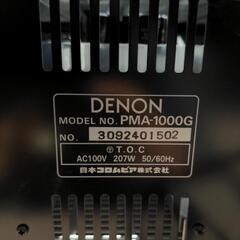 DENON
MODEL NO. PMA-1000G
NO. 3092401502
T.O.C
AC100V 207W 50/60Hz
日本コロムビア株式会社